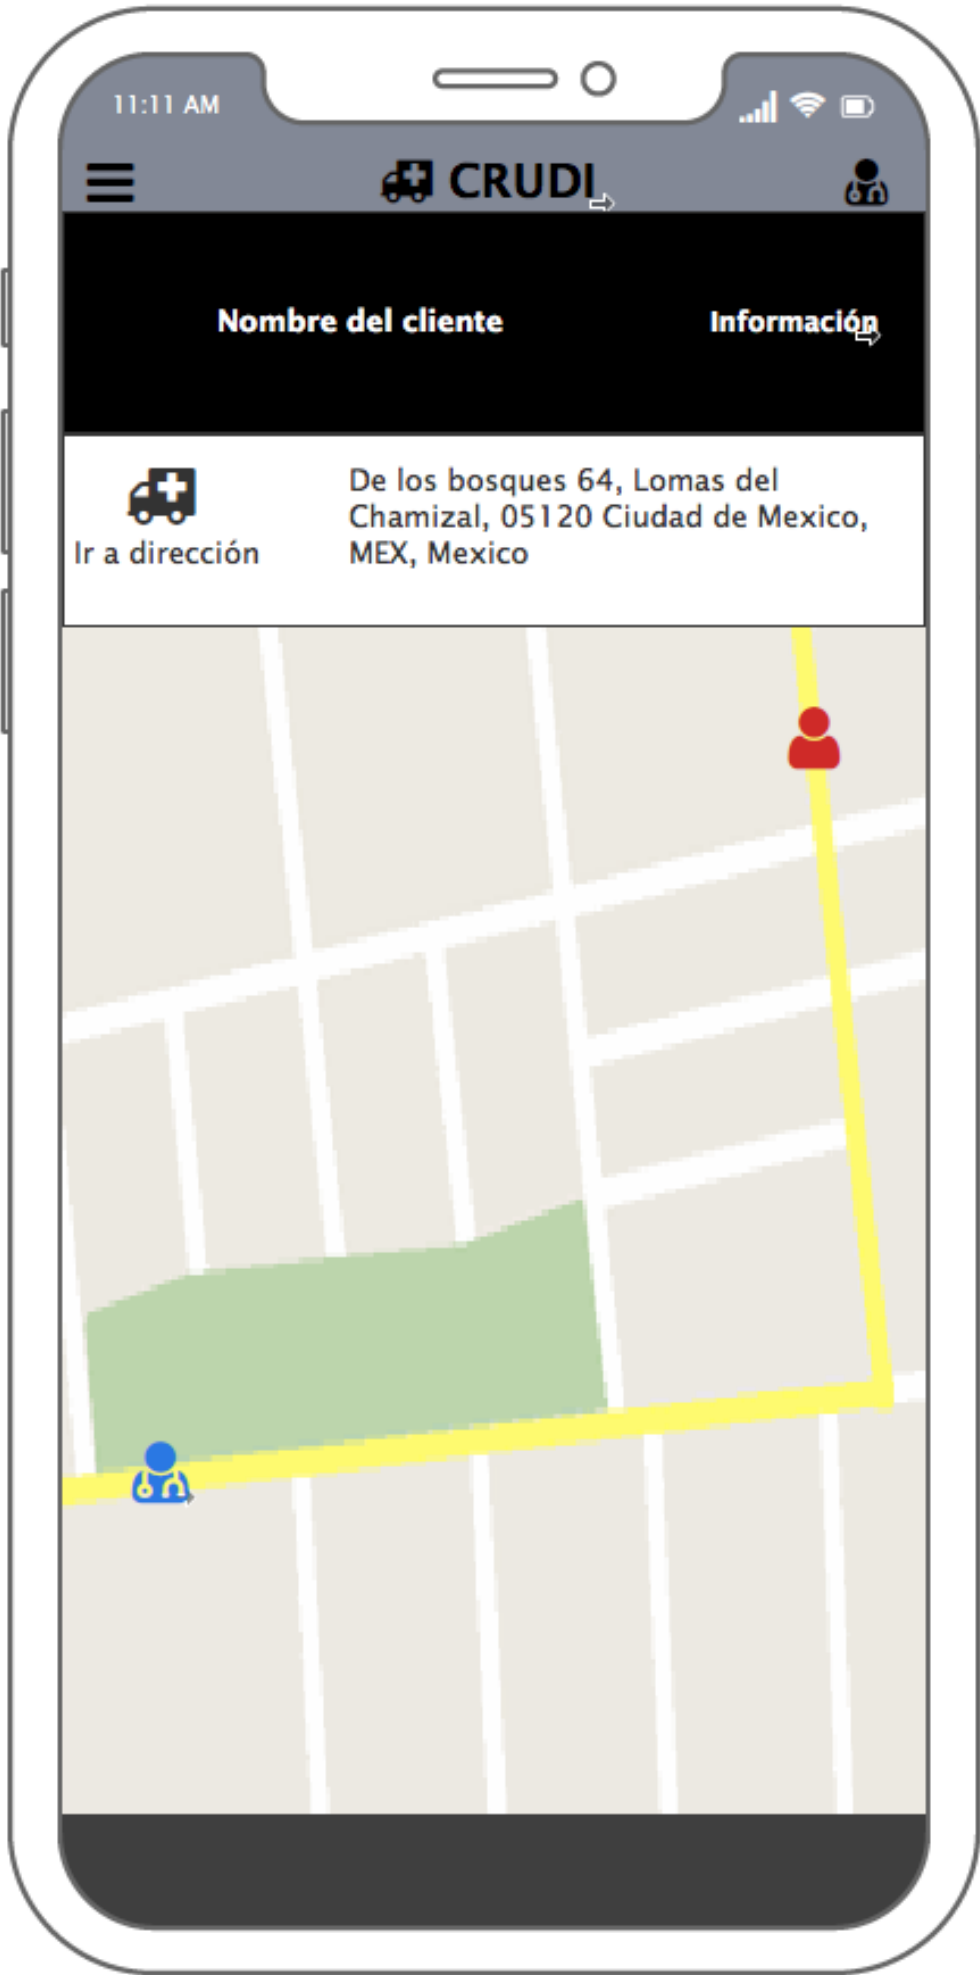 11:11 AM
CRUDI
Nombre del cliente
Información
De los bosques 64, Lomas del
Chamizal, 05120 Ciudad de Mexico,
MEX, Mexico
Ir a dirección